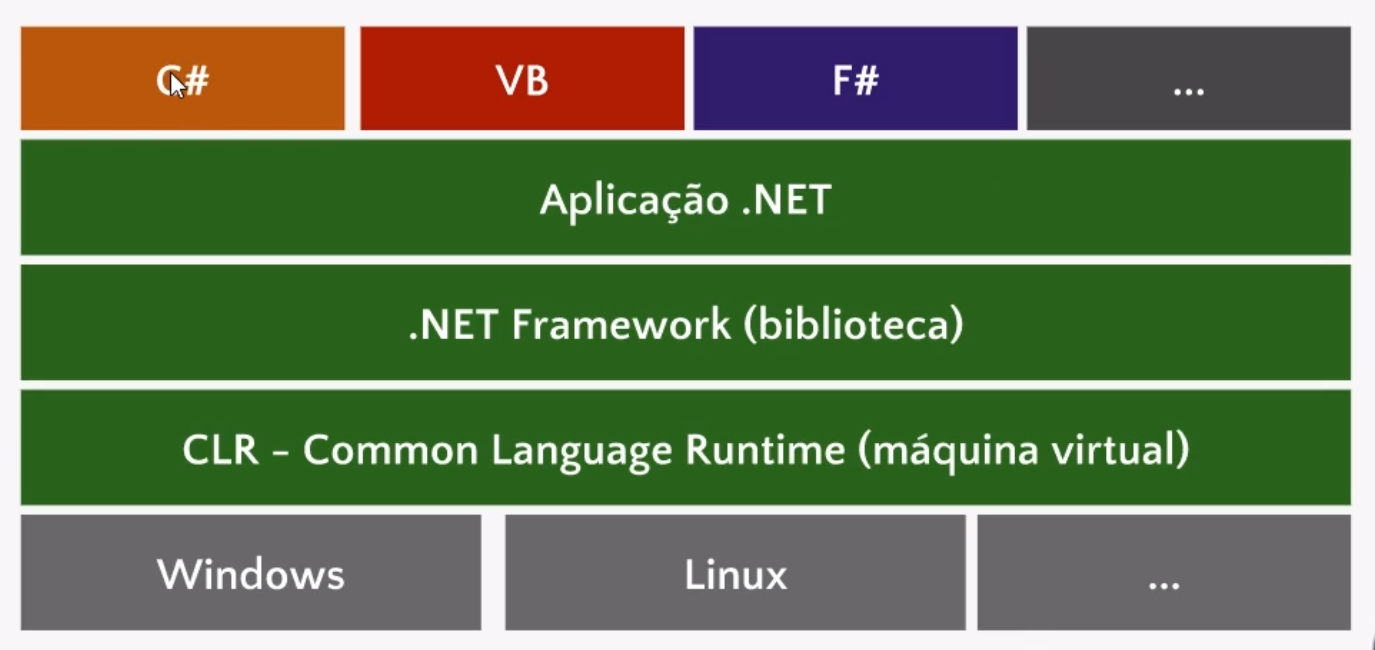 C#
VB
F#
...
Aplicação .NET
.NET Framework (biblioteca)
CLR – Common Language Runtime (máquina virtual)
Windows
Linux
...